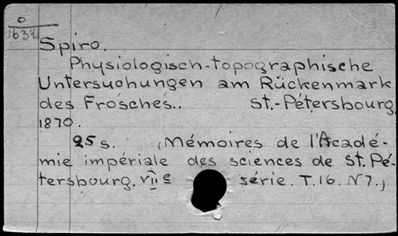 o
1634
Spiro.
Physiologisch-topographische
Untersuchungen am Rückenmark
des Frosches.. St.-Pétersbourg
1870.
25 s. (Mémoires de l'Acadé-
mie impériale des sciences de St. Pé-
tersbourg. VIIe série. T. 16. N 7.)